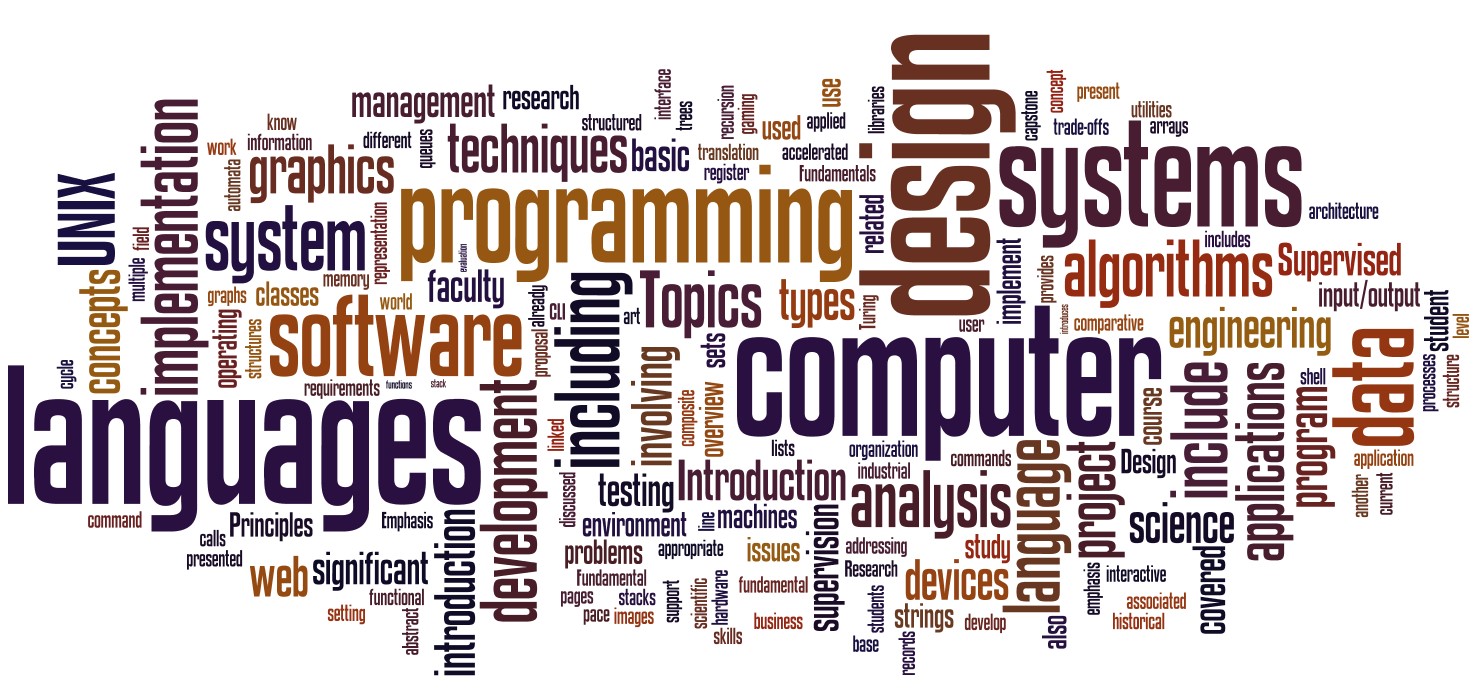 design
management
research
interface
recursion
gaming
use
libraries
capstone
concept
present
utilities
trade-offs
arrays
know
information
different
queues
structured
trees
used
applied
work
automata
graphics
techniques
basic
translation
register
accelerated
Fundamentals
systems
implementation
UNIX
system
programming
related
architecture
multiple
field
memory
representation
evaluation
faculty
implement
includes
provides
algorithms
Supervised
input/output
concepts
graphs
classes
world
already
CLI
including
art
Topics
types
Turing
user
introduces
comparative
engineering
student
level
operating
structures
software
proposal
involving
sets
computer
data
processes
structure
cycle
requirements
functions
stack
languages
development
linked
composite
overview
lists
organization
industrial
commands
language
project
course
Design
include
applications
shell
program
application
another
current
command
calls
presented
Principles
Emphasis
introduction
discussed
testing
Introduction
environment
line
machines
supervision
analysis
science
covered
web
significant
functional
setting
abstract
problems
appropriate
issues
addressing
Research
study
devices
Fundamental
pages
stacks
pace
images
support
scientific
hardware
skills
fundamental
business
base
students
records
strings
develop
also
emphasis
interactive
associated
historical